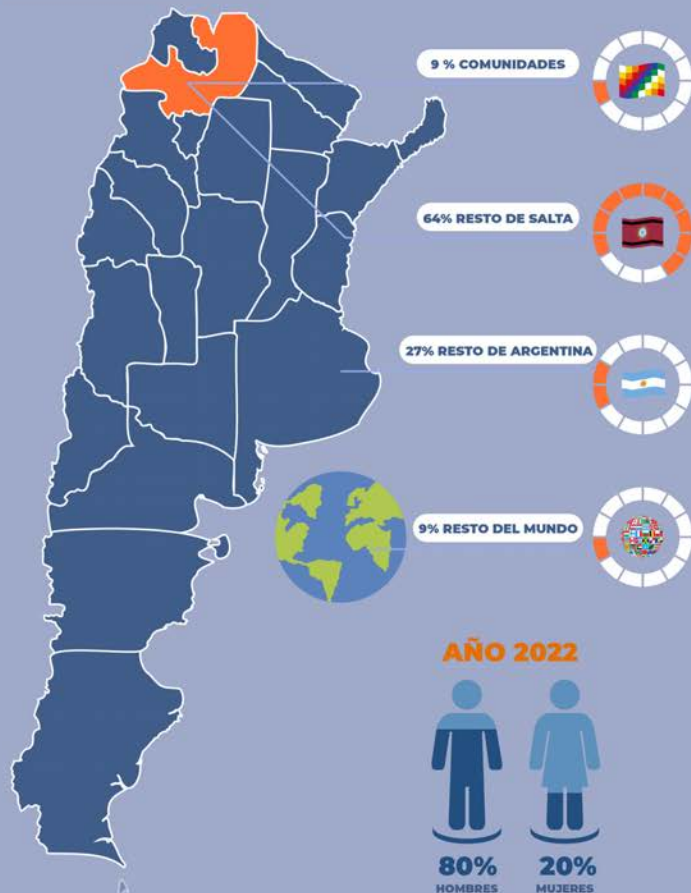 9 % COMUNIDADES
64% RESTO DE SALTA
27% RESTO DE ARGENTINA
9% RESTO DEL MUNDO
AÑO 2022
80% 20%
HOMBRES MUJERES